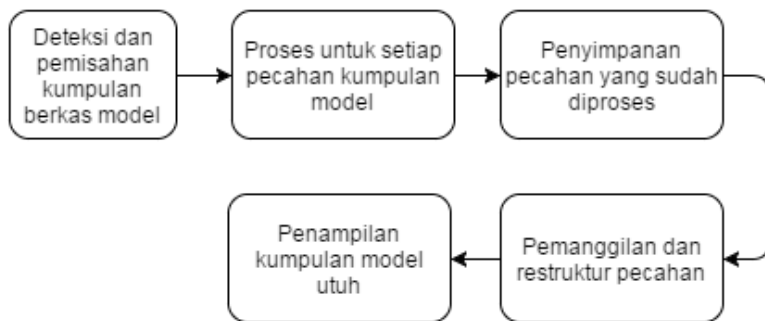 Deteksi dan
pemisahan
kumpulan
berkas model
Proses untuk setiap
pecahan kumpulan
model
Penyimpanan
pecahan yang sudah
diproses
Pemanggilan dan
restruktur pecahan
Penampilan
kumpulan model
utuh